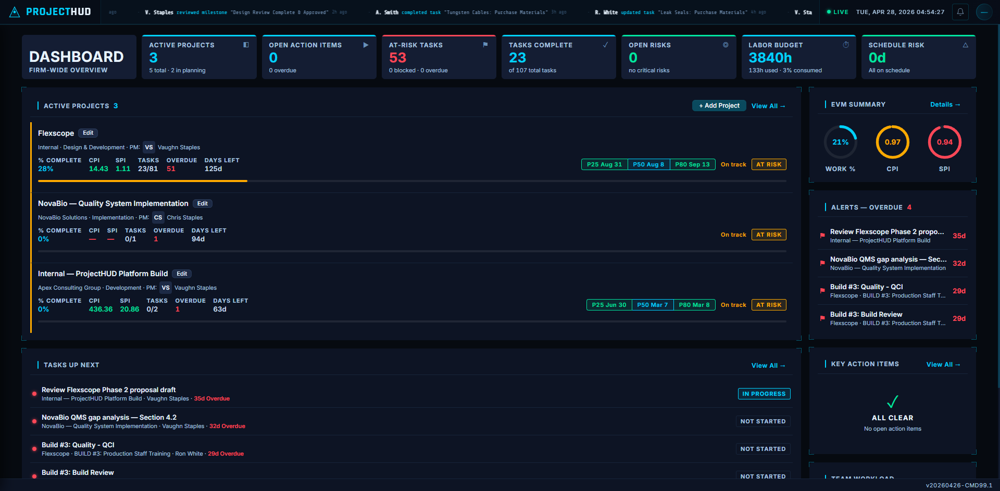 PROJECTHUD
ago · V. Staples reviewed milestone "Design Review Complete & Approved" 2h ago · A. Smith completed task "Tungsten Cables: Purchase Materials" 3h ago · R. White updated task "Leak Seals: Purchase Materials" 4h ago · V. Sta
LIVE TUE, APR 28, 2026 04:54:27
DASHBOARD
FIRM-WIDE OVERVIEW
ACTIVE PROJECTS
3
5 total · 2 in planning
OPEN ACTION ITEMS
0
0 overdue
AT-RISK TASKS
53
0 blocked · 0 overdue
TASKS COMPLETE
23
of 107 total tasks
OPEN RISKS
0
no critical risks
LABOR BUDGET
3840h
133h used · 3% consumed
SCHEDULE RISK
0d
All on schedule
ACTIVE PROJECTS 3
+ Add Project View All →
Flexscope Edit
Internal · Design & Development · PM: VS Vaughn Staples
% COMPLETE CPI SPI TASKS OVERDUE DAYS LEFT
28% 14.43 1.11 23/81 51 125d
P25 Aug 31 P50 Aug 8 P80 Sep 13 On track AT RISK
NovaBio — Quality System Implementation Edit
NovaBio Solutions · Implementation · PM: CS Chris Staples
% COMPLETE CPI SPI TASKS OVERDUE DAYS LEFT
0% — — 0/1 1 94d
On track AT RISK
Internal — ProjectHUD Platform Build Edit
Apex Consulting Group · Development · PM: VS Vaughn Staples
% COMPLETE CPI SPI TASKS OVERDUE DAYS LEFT
0% 436.36 20.86 0/2 1 63d
P25 Jun 30 P50 Mar 7 P80 Mar 8 On track AT RISK
TASKS UP NEXT View All →
Review Flexscope Phase 2 proposal draft
Internal — ProjectHUD Platform Build · Vaughn Staples · 35d Overdue
IN PROGRESS
NovaBio QMS gap analysis — Section 4.2
NovaBio — Quality System Implementation · Vaughn Staples · 32d Overdue
NOT STARTED
Build #3: Quality - QCI
Flexscope · BUILD #3: Production Staff Training · Ron White · 29d Overdue
NOT STARTED
Build #3: Build Review
NOT STARTED
EVM SUMMARY Details →
21% 0.97 0.94
WORK % CPI SPI
ALERTS — OVERDUE 4
Review Flexscope Phase 2 propo...
Internal — ProjectHUD Platform Build
35d
NovaBio QMS gap analysis — Sec...
NovaBio — Quality System Implementation
32d
Build #3: Quality - QCI
Flexscope · BUILD #3: Production Staff T...
29d
Build #3: Build Review
Flexscope · BUILD #3: Production Staff T...
29d
KEY ACTION ITEMS View All →
ALL CLEAR
No open action items
TEAM WORKLOAD
v20260426-CMD99.1